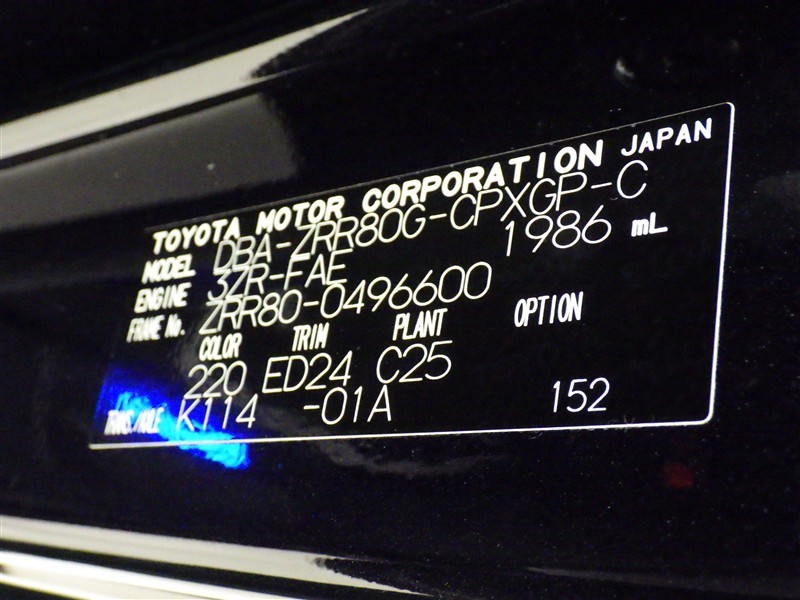 TOYOTA MOTOR CORPORATION JAPAN
MODEL DBA-ZRR80G-CPXGP-C
ENGINE 3ZR-FAE 1986 mL
FRAME No. ZRR80-0496600
COLOR TRIM PLANT OPTION
220 ED24 C25
TRANS./AXLE K114 -01A 152